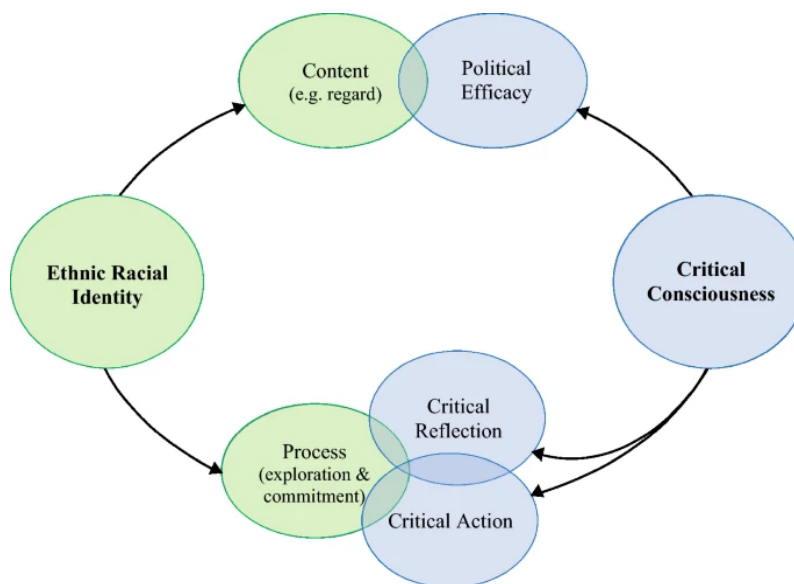 Content
(e.g. regard)
Political
Efficacy
Ethnic Racial
Identity
Critical
Consciousness
Critical
Reflection
Process
(exploration &
commitment)
Critical Action